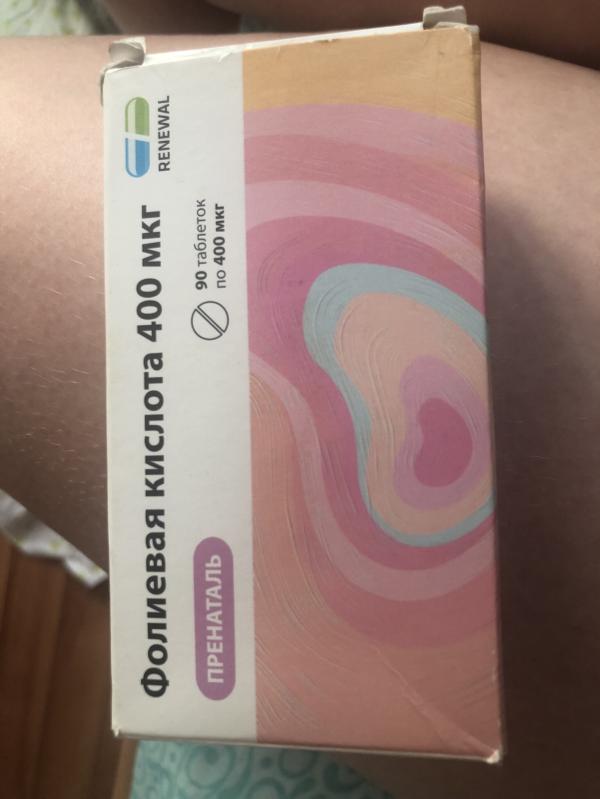 RENEWAL
Фолиевая кислота 400 мкг
90 таблеток
по 400 мкг
ПРЕНАТАЛЬ